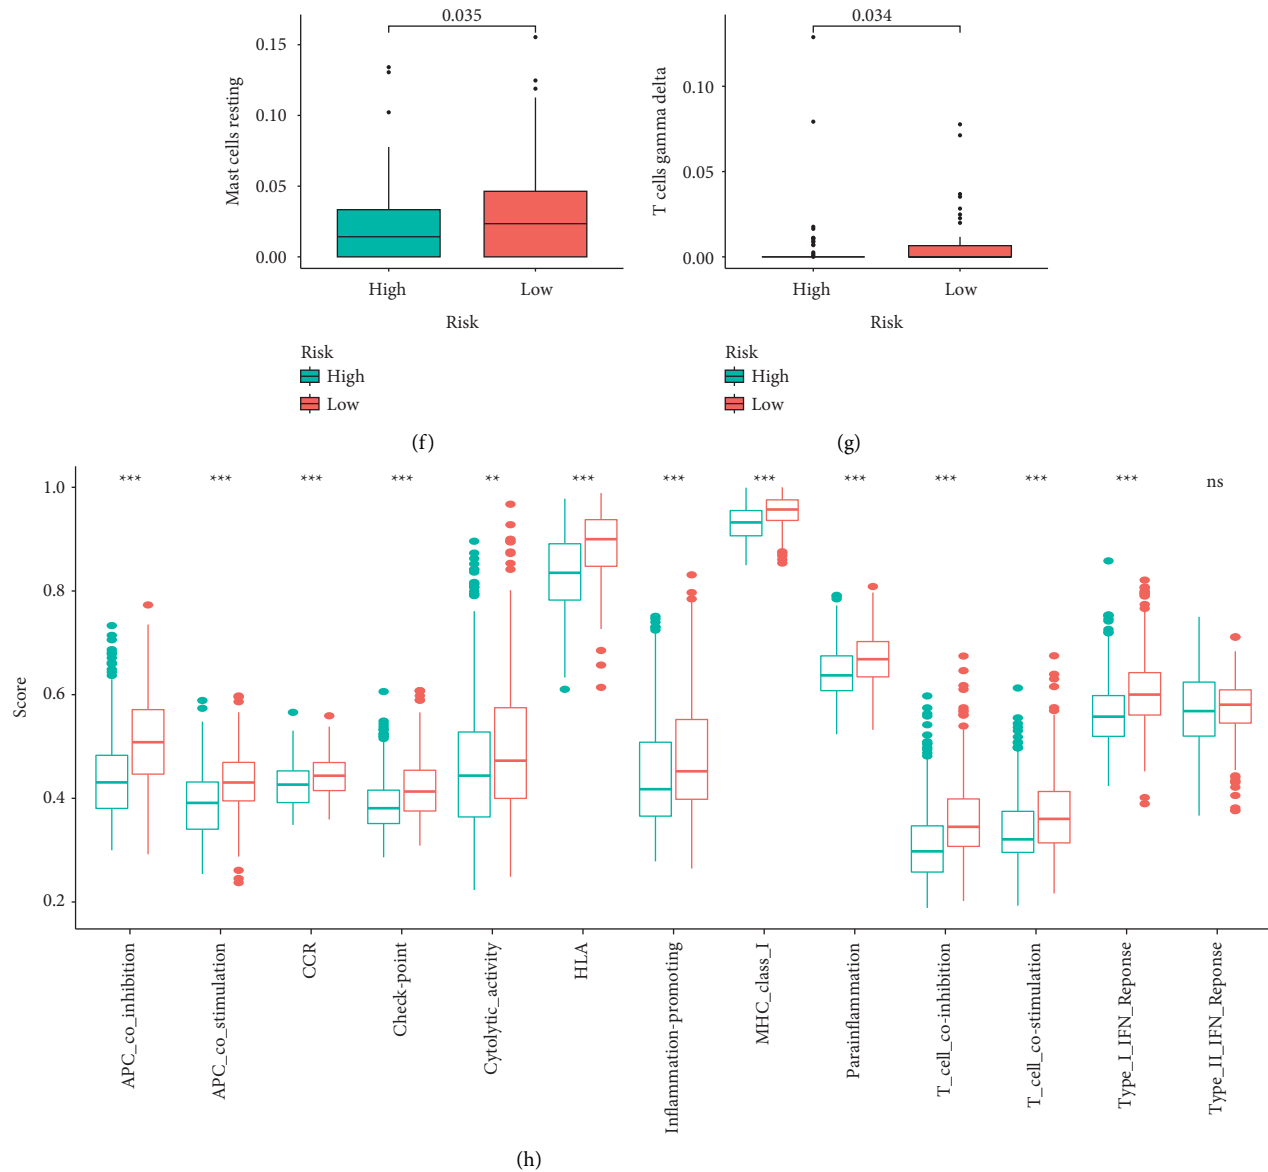 0.035
0.15
0.10
0.05
0.00
Mast cells resting
High
Low
Risk
Risk
High
Low
(f)
0.034
0.10
0.05
0.00
T cells gamma delta
High
Low
Risk
Risk
High
Low
(g)
*** *** *** *** ** *** *** *** *** *** *** *** ns
1.0
0.8
0.6
0.4
0.2
Score
APC_co_inhibition
APC_co_stimulation
CCR
Check-point
Cytolytic_activity
HLA
Inflammation-promoting
MHC_class_I
Parainflammation
T_cell_co-inhibition
T_cell_co-stimulation
Type_I_IFN_Reponse
Type_II_IFN_Reponse
(h)